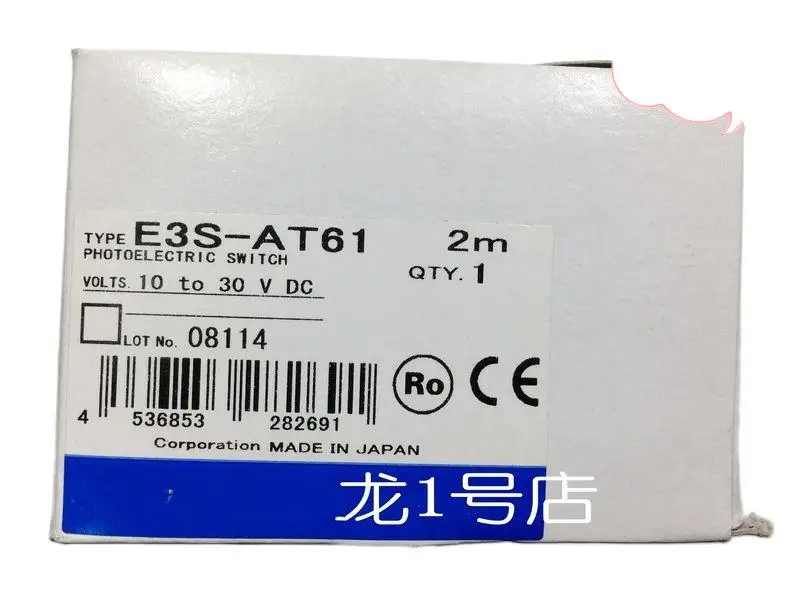 TYPE E3S-AT61 2m
PHOTOELECTRIC SWITCH QTY. 1
VOLTS. 10 to 30 V DC
LOT No. 08114
Ro CE
4 536853 282691
Corporation MADE IN JAPAN
龙1号店